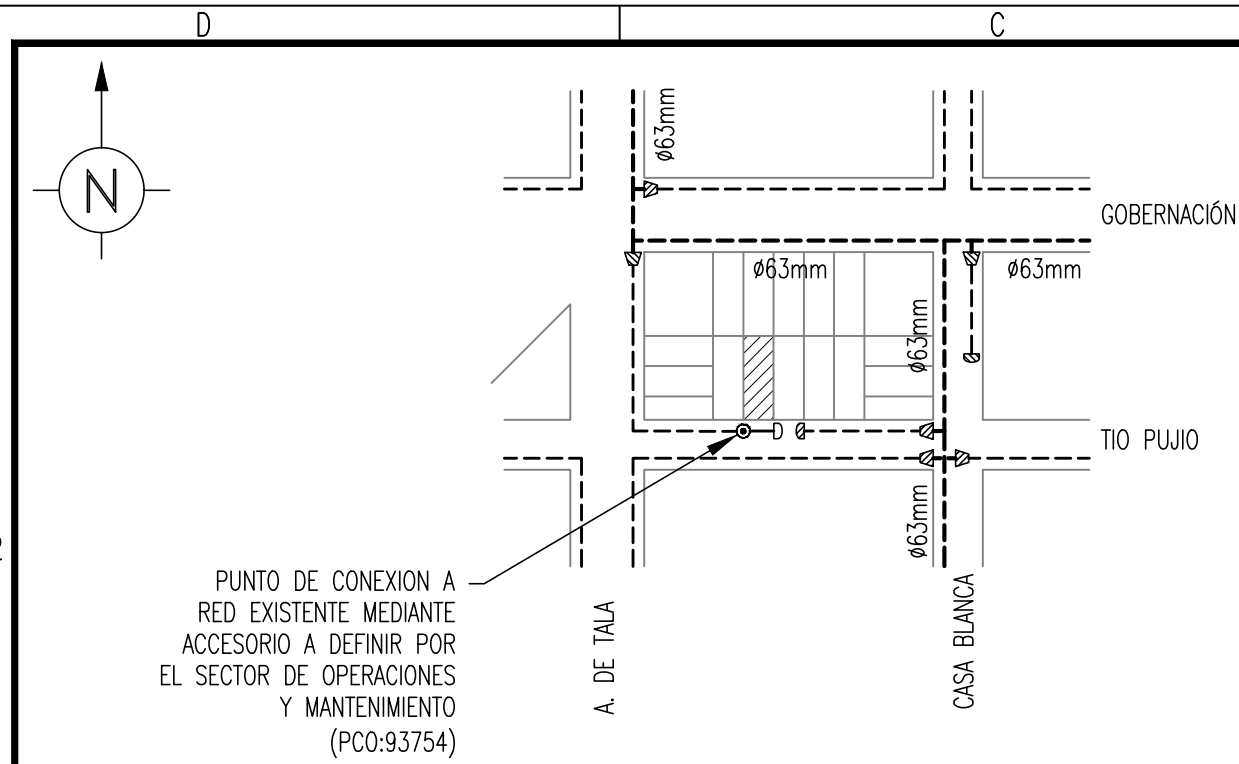 D
C
N
ø63mm
GOBERNACIÓN
ø63mm
ø63mm
ø63mm
TIO PUJIO
ø63mm
PUNTO DE CONEXION A
RED EXISTENTE MEDIANTE
ACCESORIO A DEFINIR POR
EL SECTOR DE OPERACIONES
Y MANTENIMIENTO
(PCO:93754)
A. DE TALA
CASA BLANCA